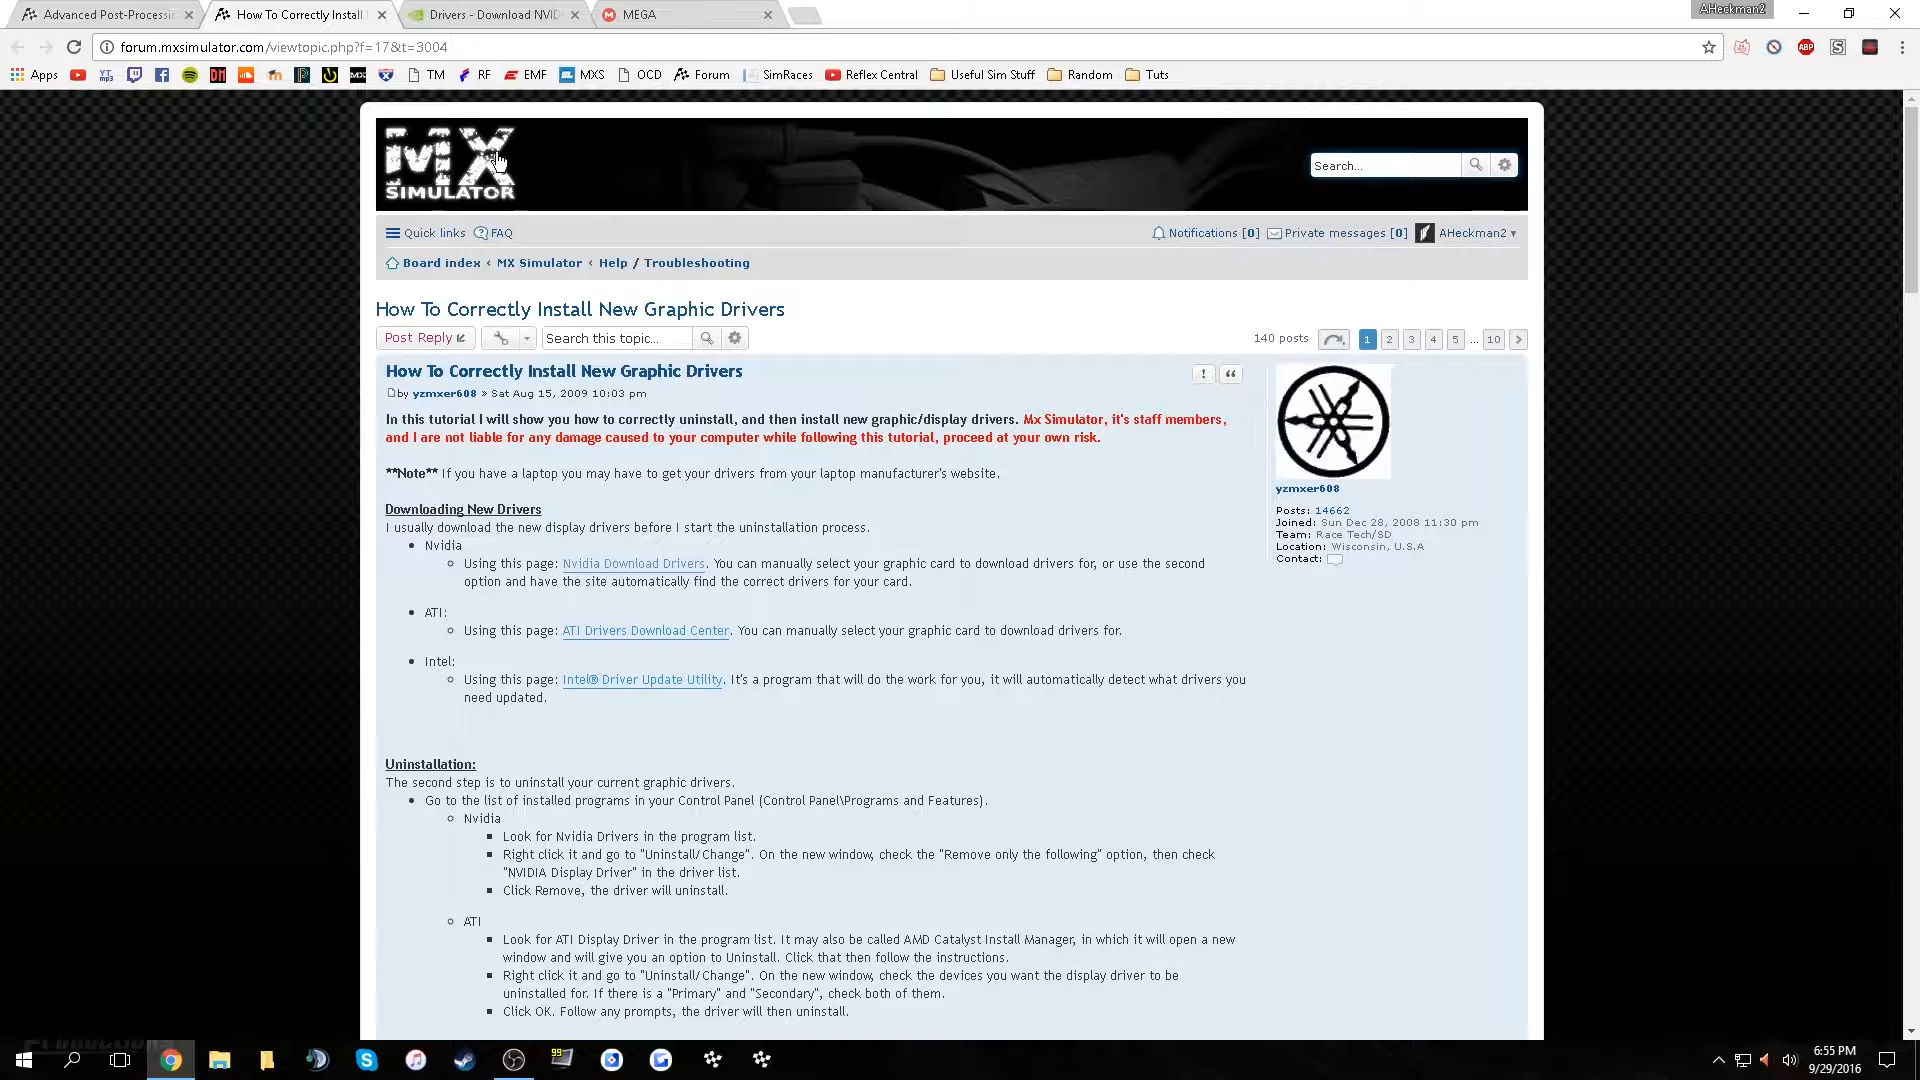 Advanced Post-Processi
How To Correctly Install
Drivers - Download NVID
MEGA
AHeckman2
forum.mxsimulator.com/viewtopic.php?f=17&t=3004
Apps TM RF EMF MXS OCD Forum SimRaces Reflex Central Useful Sim Stuff Random Tuts
MX
SIMULATOR
Search...
Quick links FAQ
Notifications [0] Private messages [0] AHeckman2
Board index ‹ MX Simulator ‹ Help / Troubleshooting
How To Correctly Install New Graphic Drivers
Post Reply
Search this topic...
140 posts 1 2 3 4 5 ... 10
How To Correctly Install New Graphic Drivers
by yzmxer608 » Sat Aug 15, 2009 10:03 pm
In this tutorial I will show you how to correctly uninstall, and then install new graphic/display drivers. Mx Simulator, it's staff members,
and I are not liable for any damage caused to your computer while following this tutorial, proceed at your own risk.
**Note** If you have a laptop you may have to get your drivers from your laptop manufacturer's website.
Downloading New Drivers
I usually download the new display drivers before I start the uninstallation process.
Nvidia
Using this page: Nvidia Download Drivers. You can manually select your graphic card to download drivers for, or use the second
option and have the site automatically find the correct drivers for your card.
ATI:
Using this page: ATI Drivers Download Center. You can manually select your graphic card to download drivers for.
Intel:
Using this page: Intel® Driver Update Utility. It's a program that will do the work for you, it will automatically detect what drivers you
need updated.
Uninstallation:
The second step is to uninstall your current graphic drivers.
Go to the list of installed programs in your Control Panel (Control Panel\Programs and Features).
Nvidia
Look for Nvidia Drivers in the program list.
Right click it and go to "Uninstall/Change". On the new window, check the "Remove only the following" option, then check
"NVIDIA Display Driver" in the driver list.
Click Remove, the driver will uninstall.
ATI
Look for ATI Display Driver in the program list. It may also be called AMD Catalyst Install Manager, in which it will open a new
window and will give you an option to Uninstall. Click that then follow the instructions.
Right click it and go to "Uninstall/Change". On the new window, check the devices you want the display driver to be
uninstalled for. If there is a "Primary" and "Secondary", check both of them.
Click OK. Follow any prompts, the driver will then uninstall.
yzmxer608
Posts: 14662
Joined: Sun Dec 28, 2008 11:30 pm
Team: Race Tech/SD
Location: Wisconsin, U.S.A
Contact:
99
6:55 PM
9/29/2016